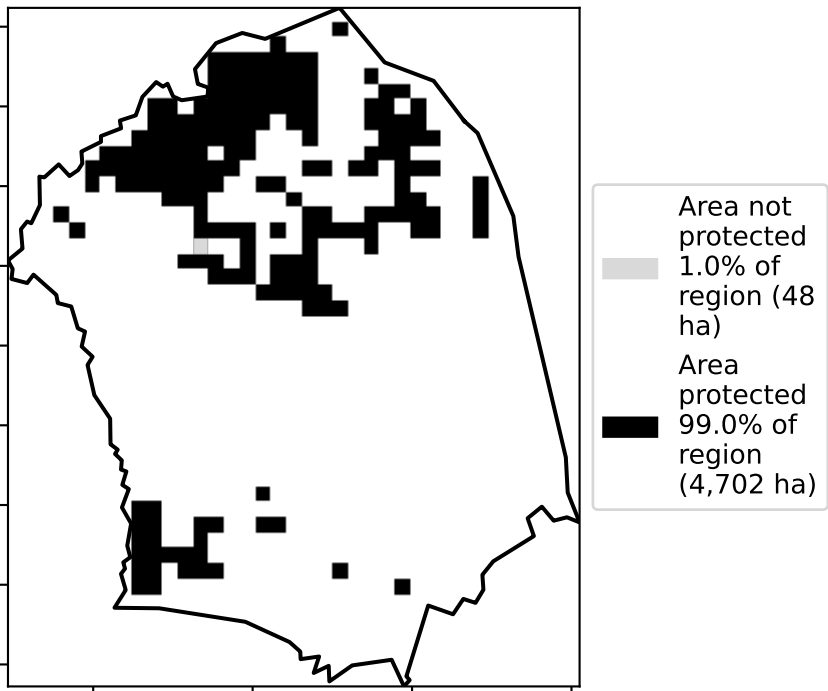 Area not
protected
1.0% of
region (48
ha)
Area
protected
99.0% of
region
(4,702 ha)